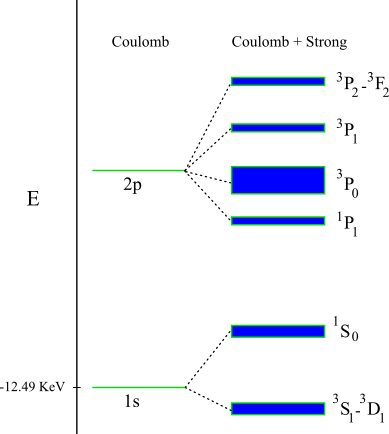 Coulomb Coulomb + Strong
³P₂-³F₂
³P₁
2p ³P₀
E
¹P₁
¹S₀
-12.49 KeV
1s ³S₁-³D₁